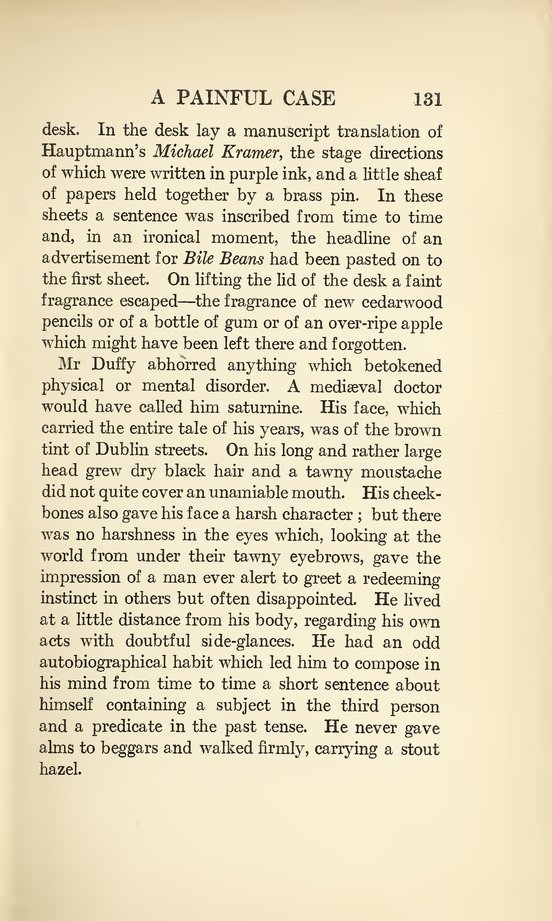 A PAINFUL CASE 131
desk. In the desk lay a manuscript translation of
Hauptmann's Michael Kramer, the stage directions
of which were written in purple ink, and a little sheaf
of papers held together by a brass pin. In these
sheets a sentence was inscribed from time to time
and, in an ironical moment, the headline of an
advertisement for Bile Beans had been pasted on to
the first sheet. On lifting the lid of the desk a faint
fragrance escaped—the fragrance of new cedarwood
pencils or of a bottle of gum or of an over-ripe apple
which might have been left there and forgotten.
Mr Duffy abhorred anything which betokened
physical or mental disorder. A mediæval doctor
would have called him saturnine. His face, which
carried the entire tale of his years, was of the brown
tint of Dublin streets. On his long and rather large
head grew dry black hair and a tawny moustache
did not quite cover an unamiable mouth. His cheek-
bones also gave his face a harsh character ; but there
was no harshness in the eyes which, looking at the
world from under their tawny eyebrows, gave the
impression of a man ever alert to greet a redeeming
instinct in others but often disappointed. He lived
at a little distance from his body, regarding his own
acts with doubtful side-glances. He had an odd
autobiographical habit which led him to compose in
his mind from time to time a short sentence about
himself containing a subject in the third person
and a predicate in the past tense. He never gave
alms to beggars and walked firmly, carrying a stout
hazel.